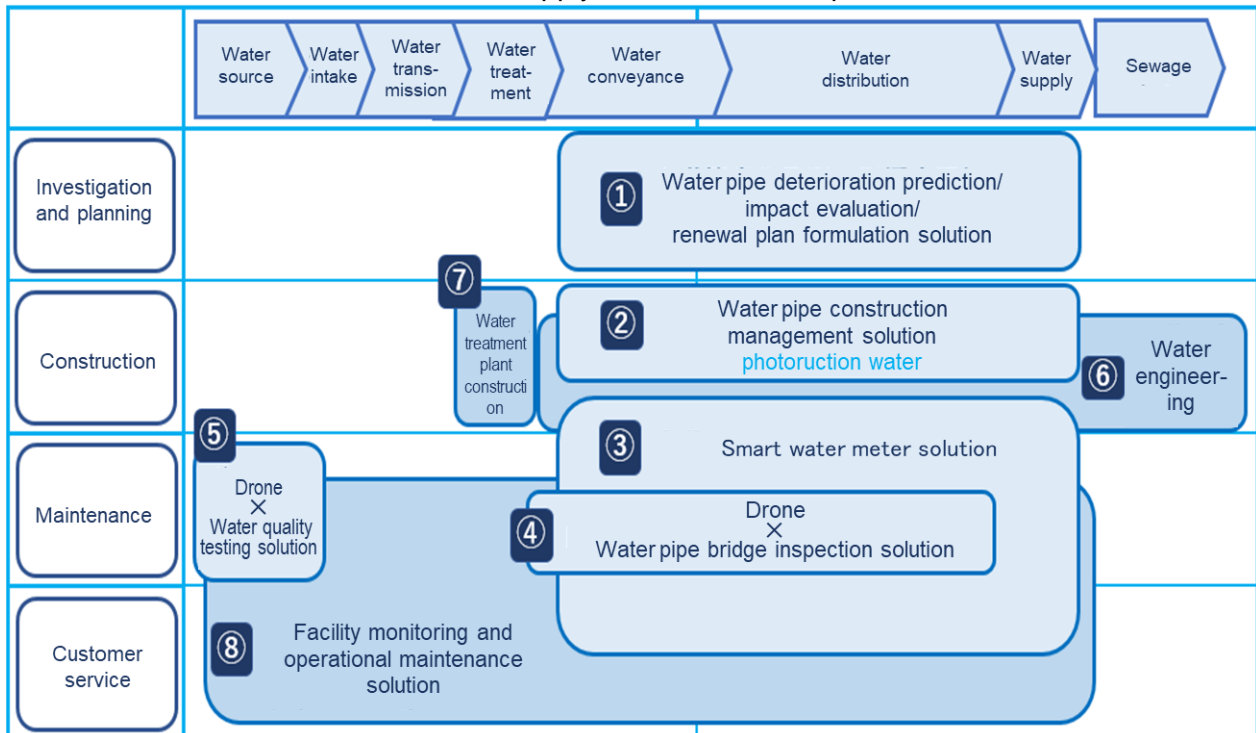 supply
Water
source
Water
intake
Water
trans-
mission
Water
treat-
ment
Water
conveyance
Water
distribution
Water
supply
Sewage
Investigation
and planning
①
Water pipe deterioration prediction/
impact evaluation/
renewal plan formulation solution
Construction
⑦
Water
treatment
plant
constructi
on
②
Water pipe construction
management solution
photoruction water
⑥
Water
engineer-
ing
Maintenance
⑤
Drone
×
Water quality
testing solution
③
Smart water meter solution
④
Drone
×
Water pipe bridge inspection solution
Customer
service
⑧
Facility monitoring and
operational maintenance
solution